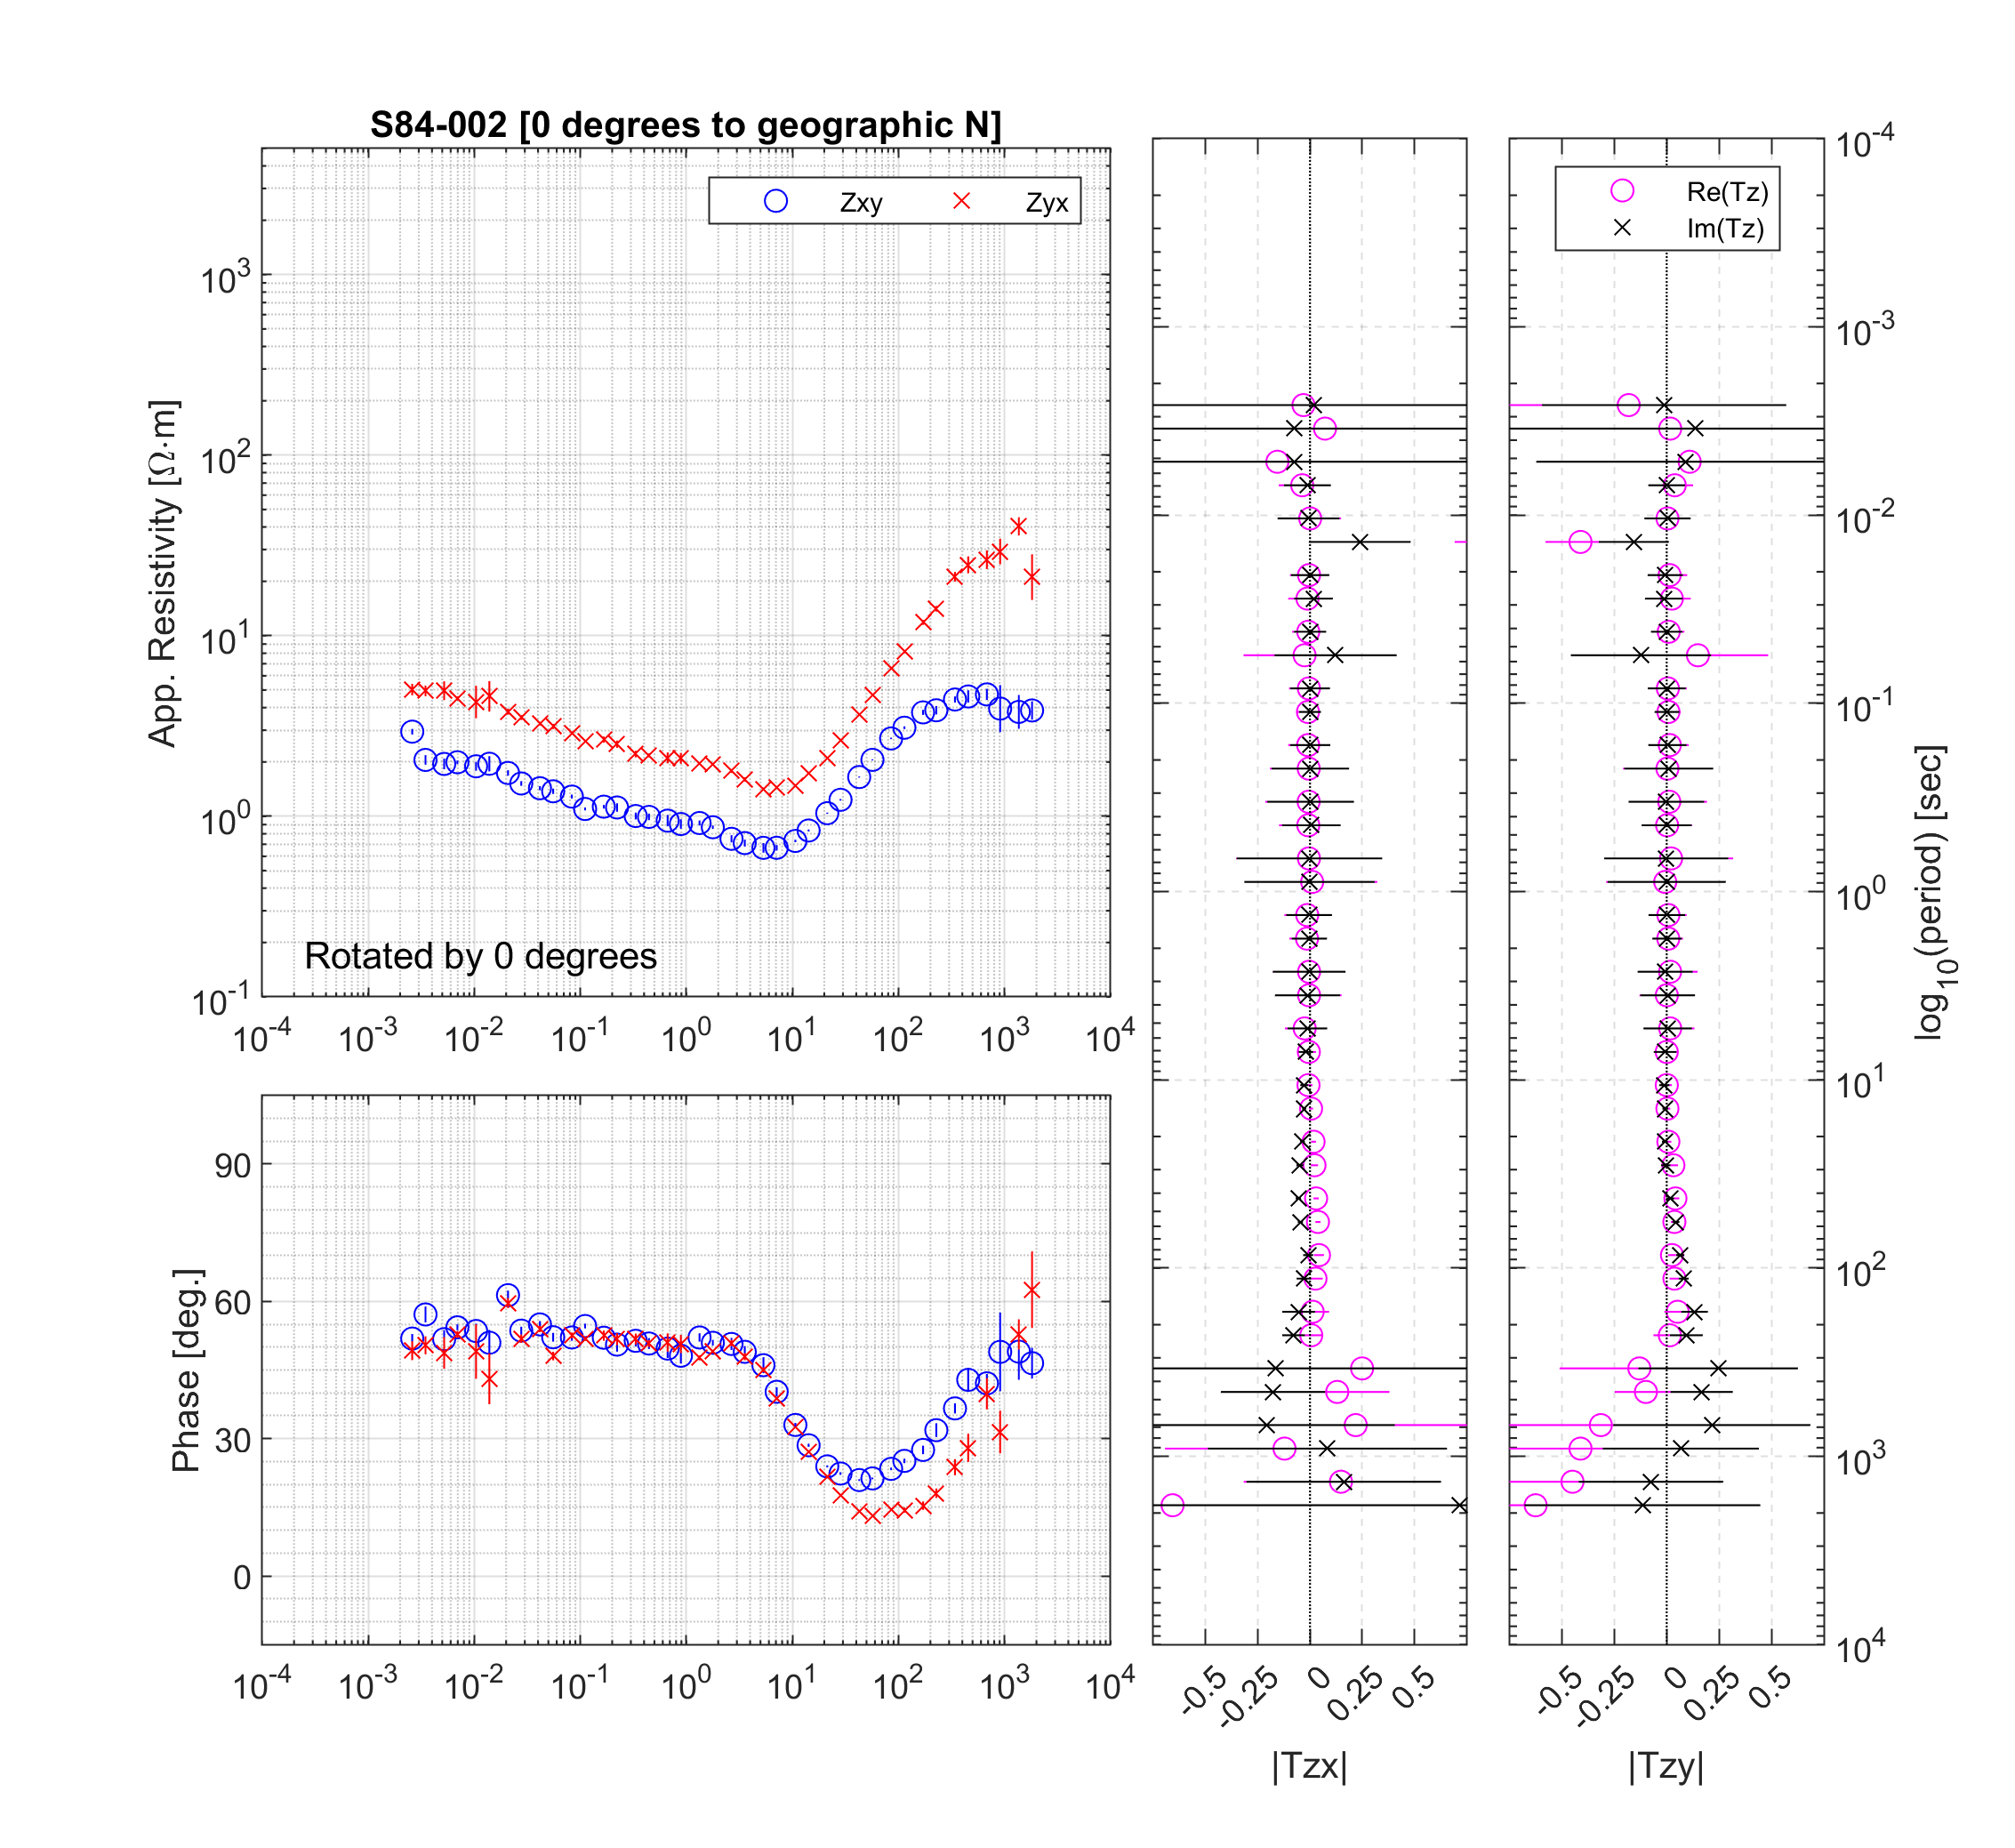 S84-002 [0 degrees to geographic N]
Zxy Zyx
App. Resistivity [Ω·m]
10^3
10^2
10^1
10^0
10^-1
Rotated by 0 degrees
10^-4 10^-3 10^-2 10^-1 10^0 10^1 10^2 10^3 10^4
Phase [deg.]
90
60
30
0
10^-4 10^-3 10^-2 10^-1 10^0 10^1 10^2 10^3 10^4
-0.5 -0.25 0 0.25 0.5
|Tzx|
Re(Tz)
Im(Tz)
-0.5 -0.25 0 0.25 0.5
|Tzy|
10^-4
10^-3
10^-2
10^-1
10^0
10^1
10^2
10^3
10^4
log10(period) [sec]